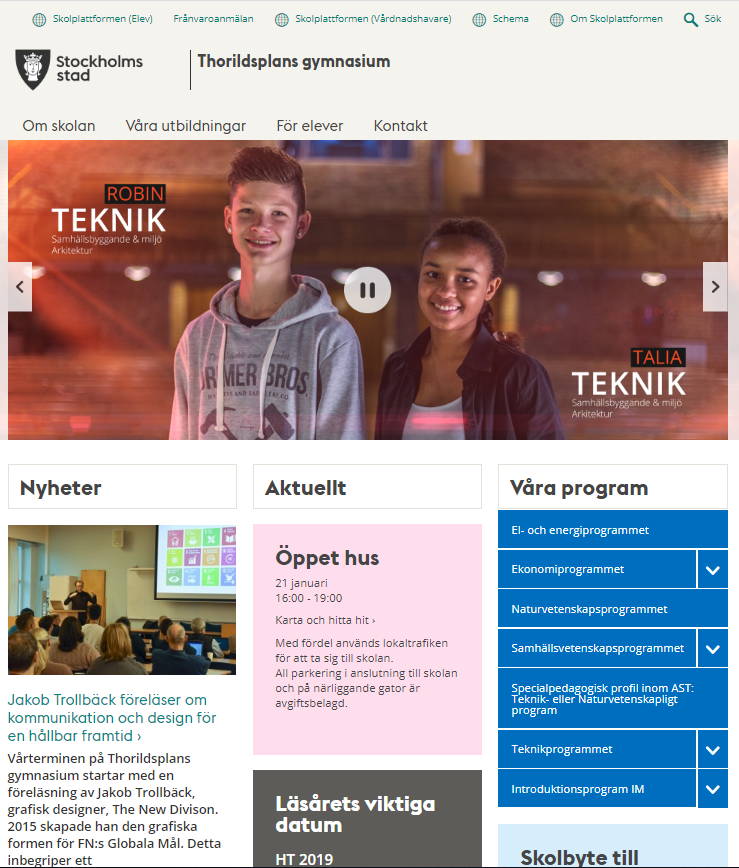 Skolplattformen (Elev)
Frånvaroanmälan
Skolplattformen (Vårdnadshavare)
Schema
Om Skolplattformen
Sök
Stockholms
stad
Thorildsplans gymnasium
Om skolan
Våra utbildningar
För elever
Kontakt
ROBIN
TEKNIK
Samhällsbyggande & miljö
Arkitektur
TALIA
TEKNIK
Samhällsbyggande & miljö
Arkitektur
Nyheter
Jakob Trollbäck föreläser om
kommunikation och design för
en hållbar framtid ›
Vårterminen på Thorildsplans
gymnasium startar med en
föreläsning av Jakob Trollbäck,
grafisk designer, The New Divison.
2015 skapade han den grafiska
formen för FN:s Globala Mål. Detta
inbegriper ett
Aktuellt
Öppet hus
21 januari
16:00 - 19:00
Karta och hitta hit ›
Med fördel används lokaltrafiken
för att ta sig till skolan.
All parkering i anslutning till skolan
och på närliggande gator är
avgiftsbelagd.
Läsårets viktiga
datum
HT 2019
Våra program
El- och energiprogrammet
Ekonomiprogrammet
Naturvetenskapsprogrammet
Samhällsvetenskapsprogrammet
Specialpedagogisk profil inom AST:
Teknik- eller Naturvetenskapligt
program
Teknikprogrammet
Introduktionsprogram IM
Skolbyte till